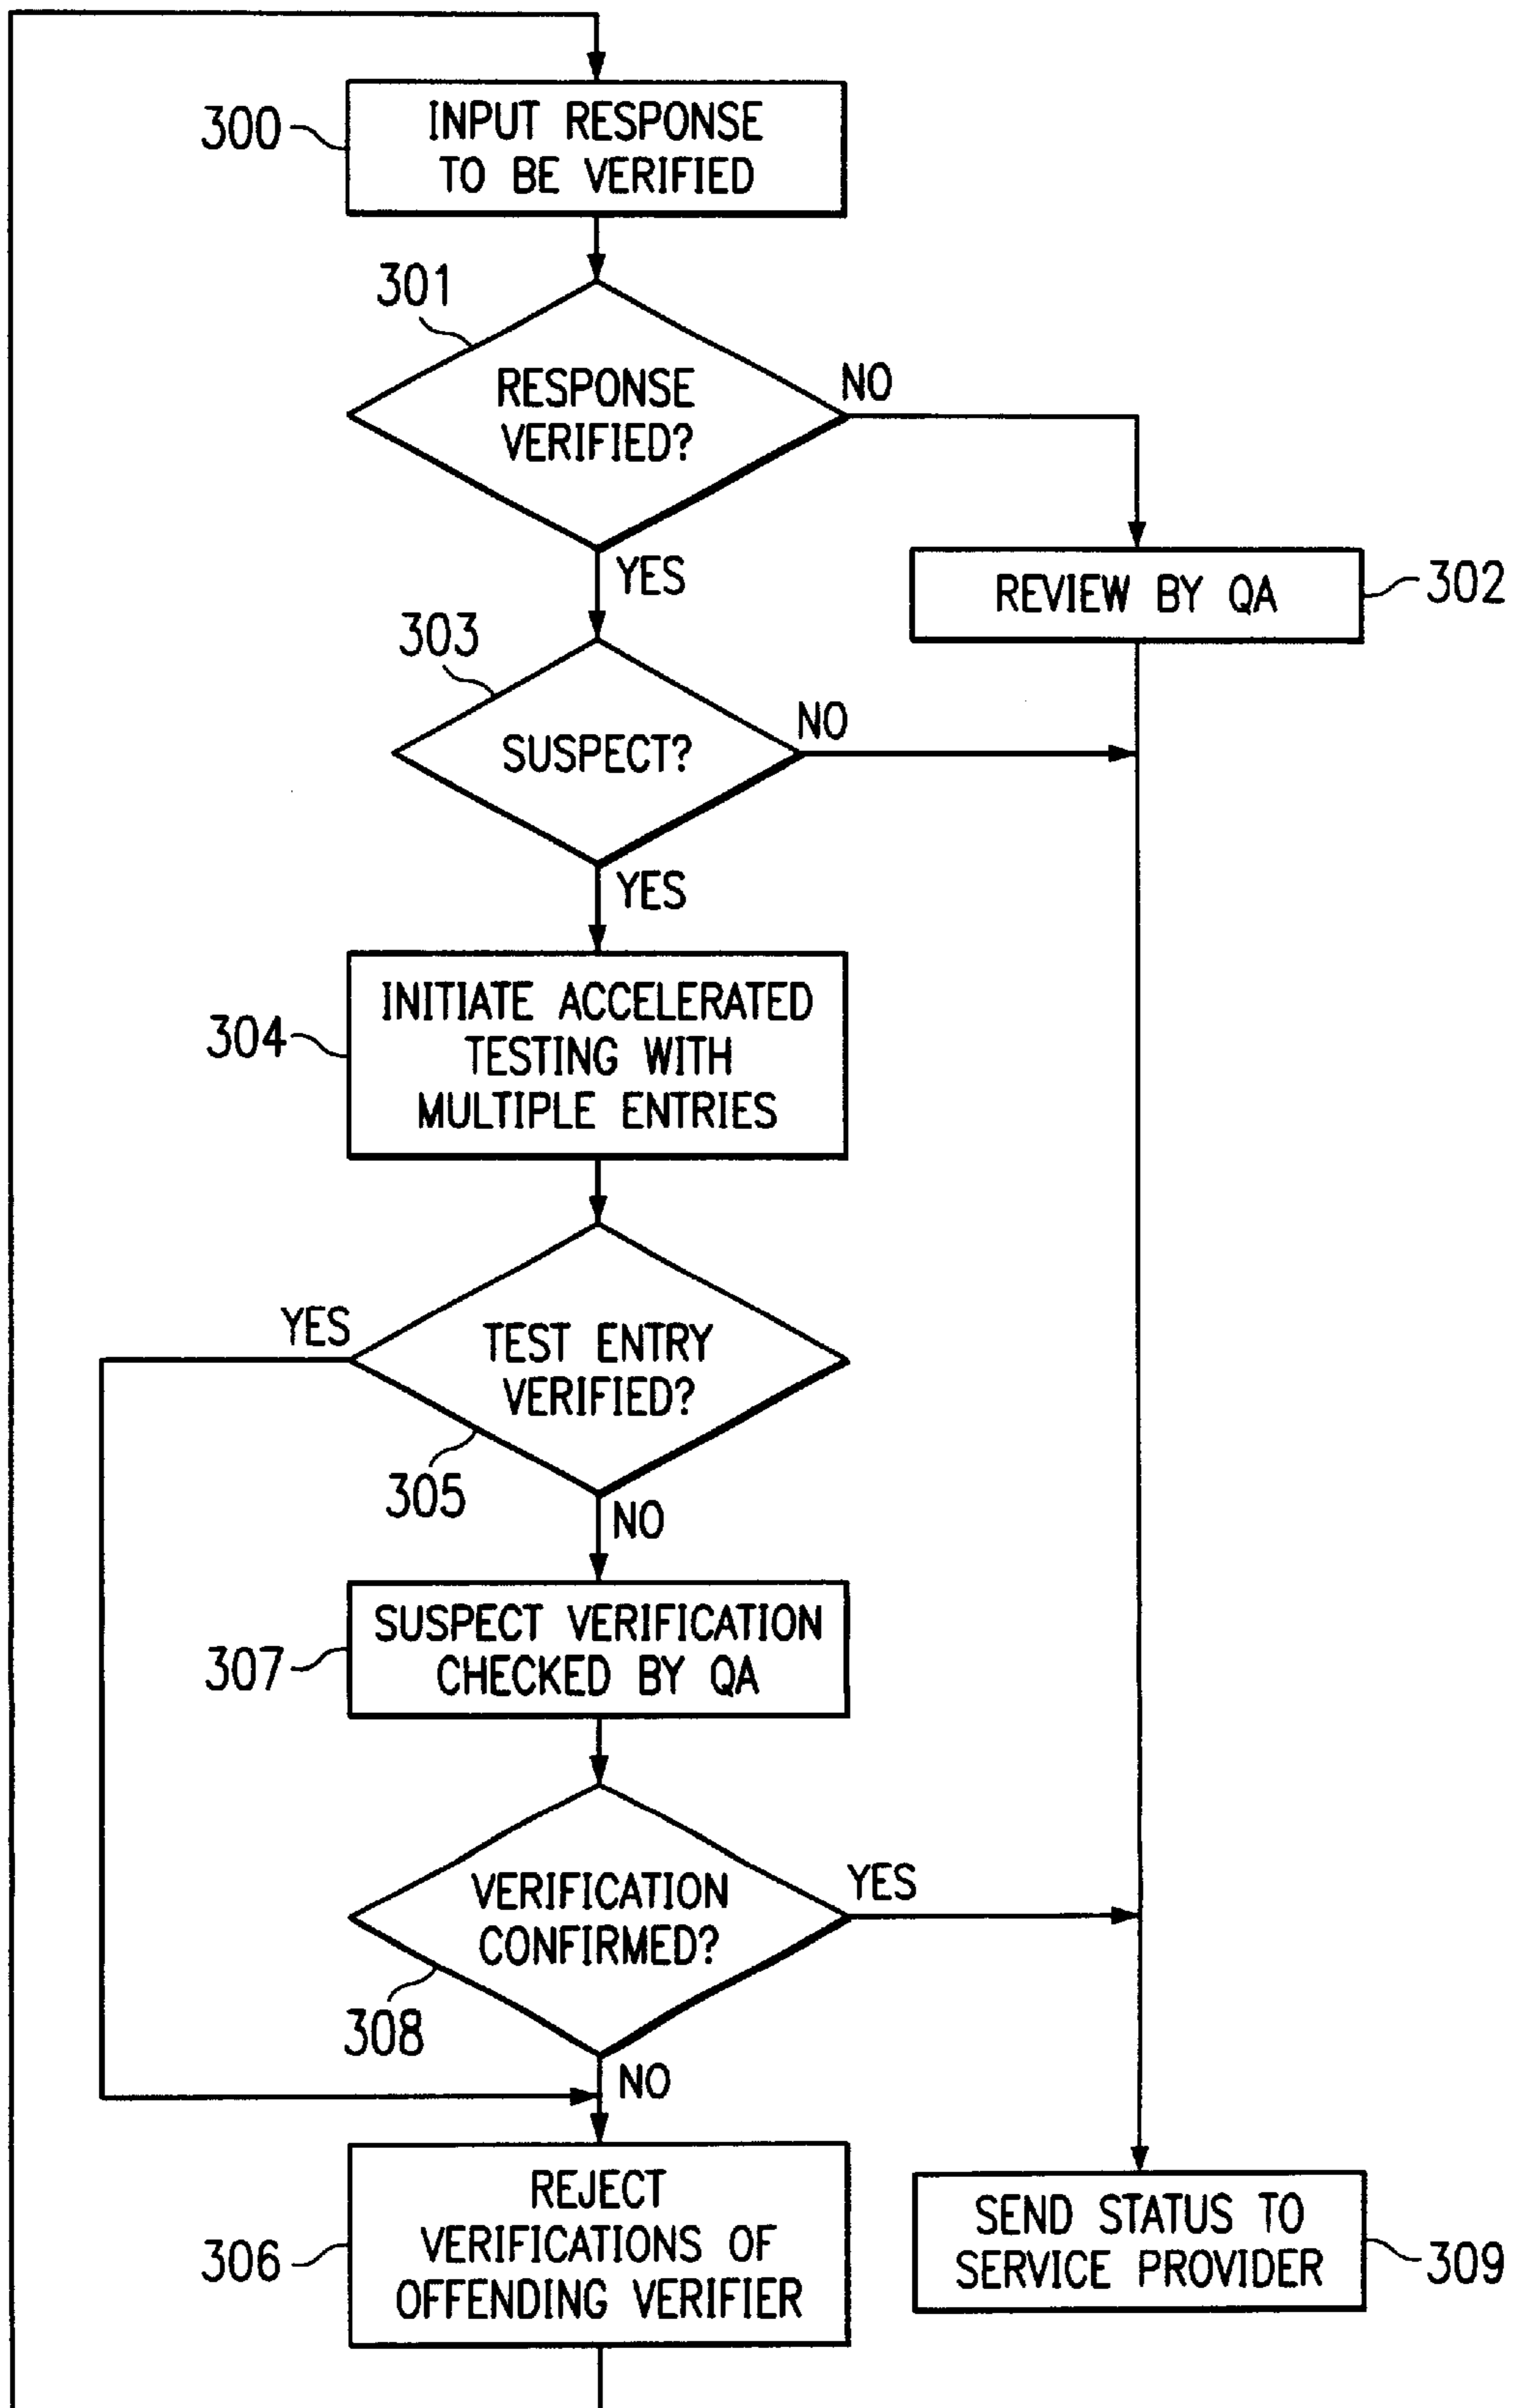 300
INPUT RESPONSE
TO BE VERIFIED
301
RESPONSE
VERIFIED?
NO
YES
REVIEW BY QA
302
303
SUSPECT?
NO
YES
304
INITIATE ACCELERATED
TESTING WITH
MULTIPLE ENTRIES
YES
TEST ENTRY
VERIFIED?
305
NO
307
SUSPECT VERIFICATION
CHECKED BY QA
VERIFICATION
CONFIRMED?
YES
308
NO
306
REJECT
VERIFICATIONS OF
OFFENDING VERIFIER
SEND STATUS TO
SERVICE PROVIDER
309